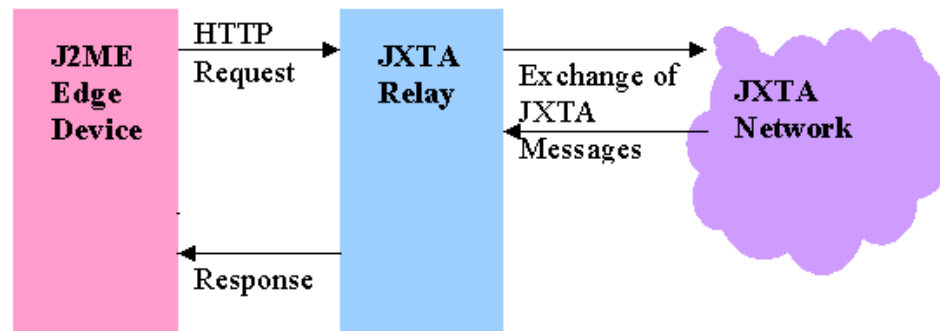 J2ME
Edge
Device
HTTP
Request
Response
JXTA
Relay
Exchange of
JXTA
Messages
JXTA
Network